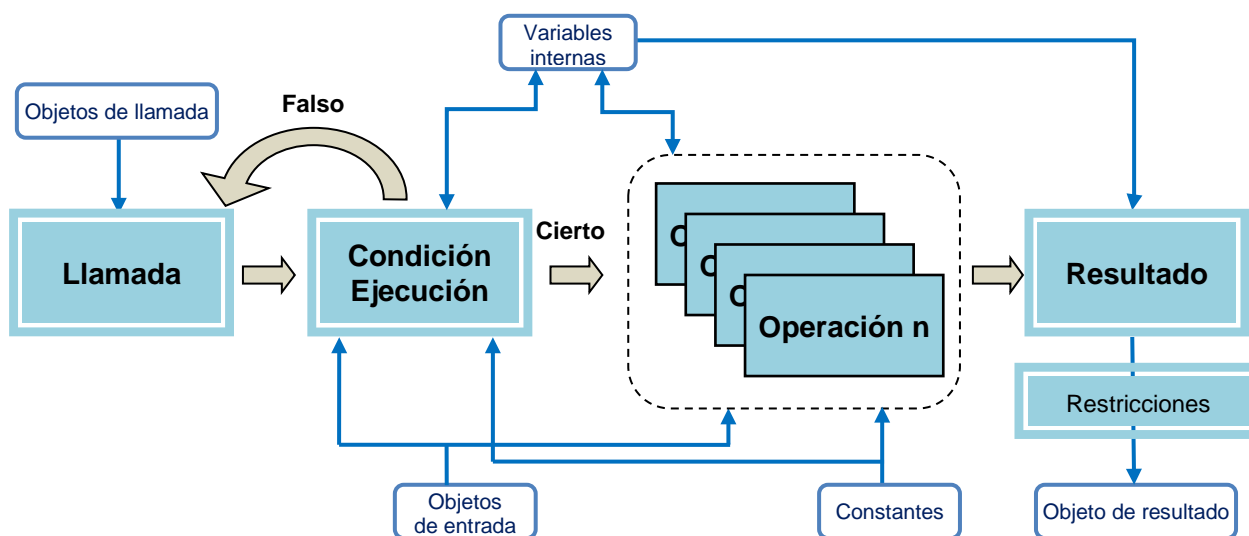 Variables
internas
Objetos de llamada
Falso
Llamada
Condición
Ejecución
Cierto
O
O
O
Operación n
Resultado
Restricciones
Objetos
de entrada
Constantes
Objeto de resultado